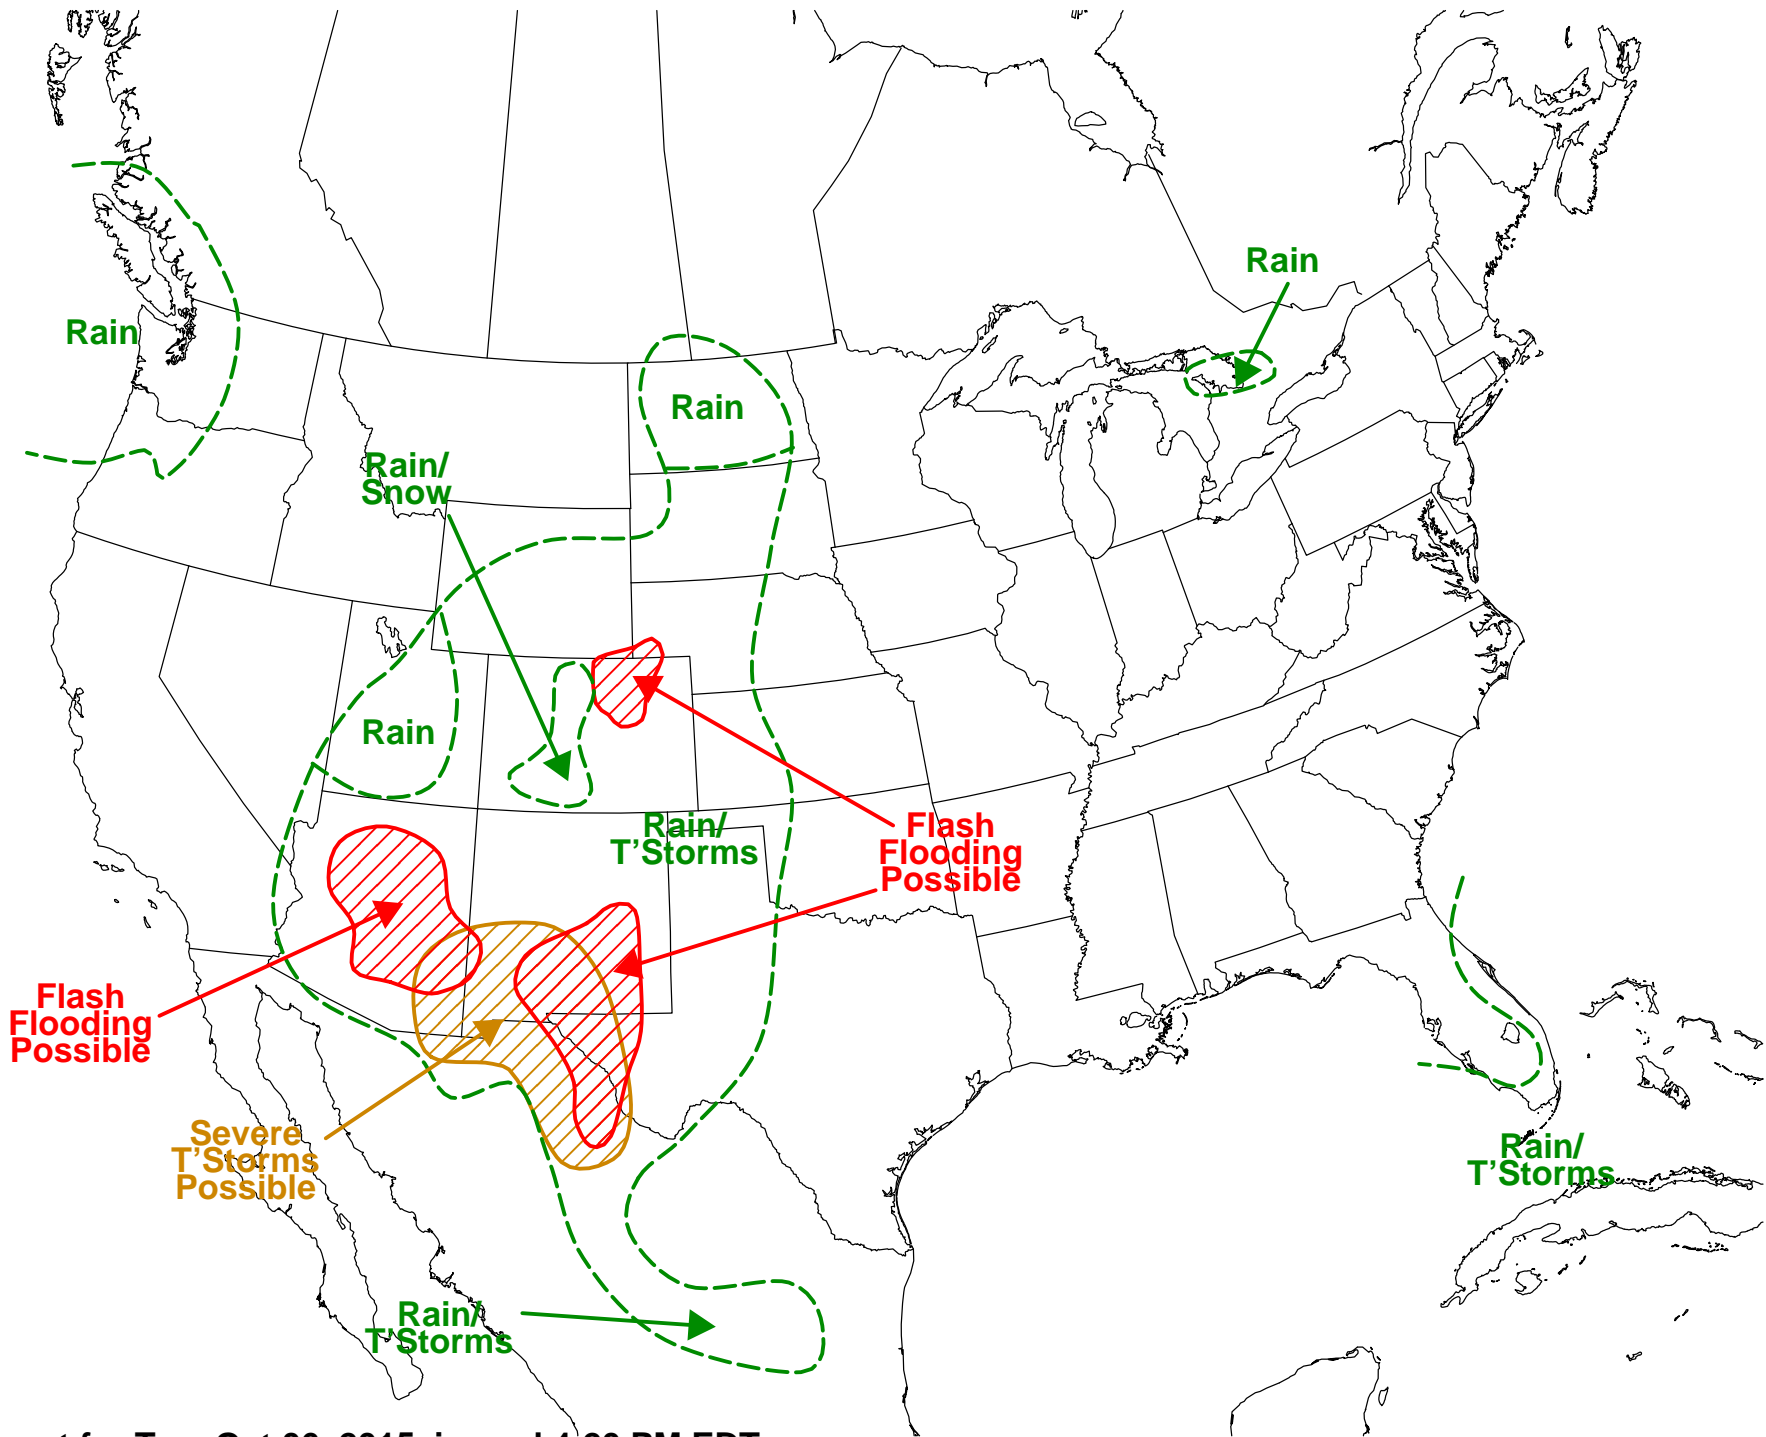 Rain
Rain
Rain
Rain/
Snow
Rain
Rain/
T'Storms
Flash
Flooding
Possible
Flash
Flooding
Possible
Severe
T'Storms
Possible
Rain/
T'Storms
Rain/
T'Storms